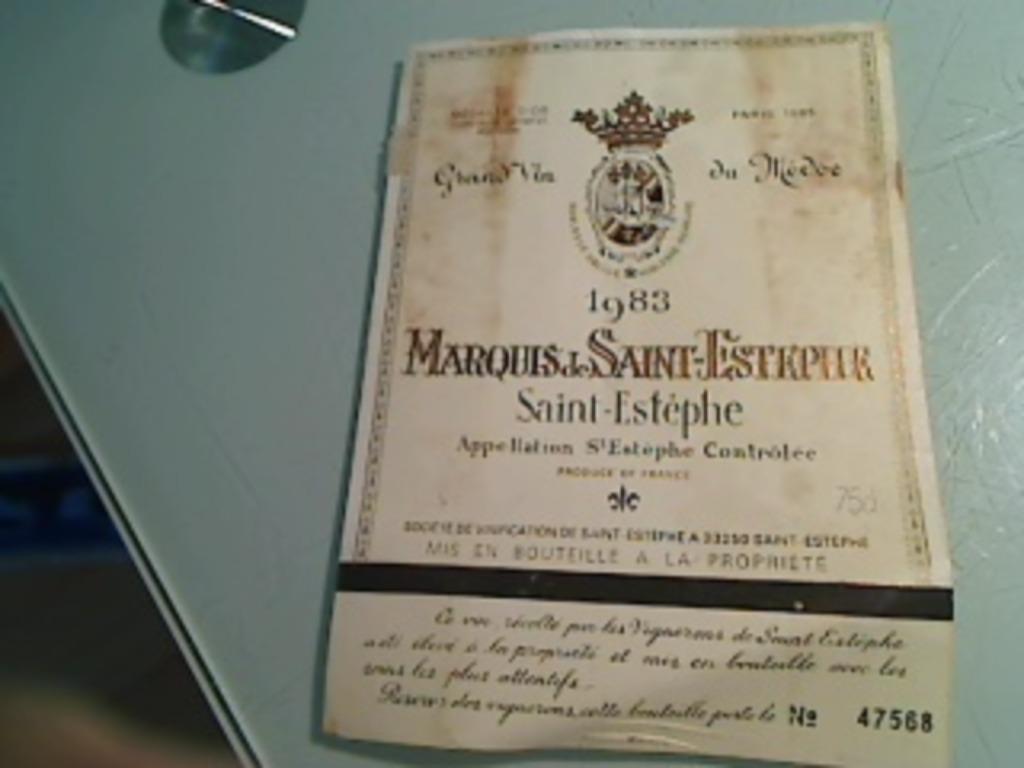 PARIS
Grand Vin du Médoc
1983
MARQUIS de SAINT-ESTEPHE
Saint-Estèphe
Appellation St Estèphe Contrôlée
PRODUCE OF FRANCE
75cl
SOCIETE DE VINIFICATION DE SAINT-ESTEPHE A 33250 SAINT-ESTEPHE
MIS EN BOUTEILLE A LA PROPRIETE
Ce vin, récolté par les Vignerons de Saint Estèphe
a été élevé à la propriété et mis en bouteille avec les
soins les plus attentifs.
Réserve des vignerons, cette bouteille porte le No 47568